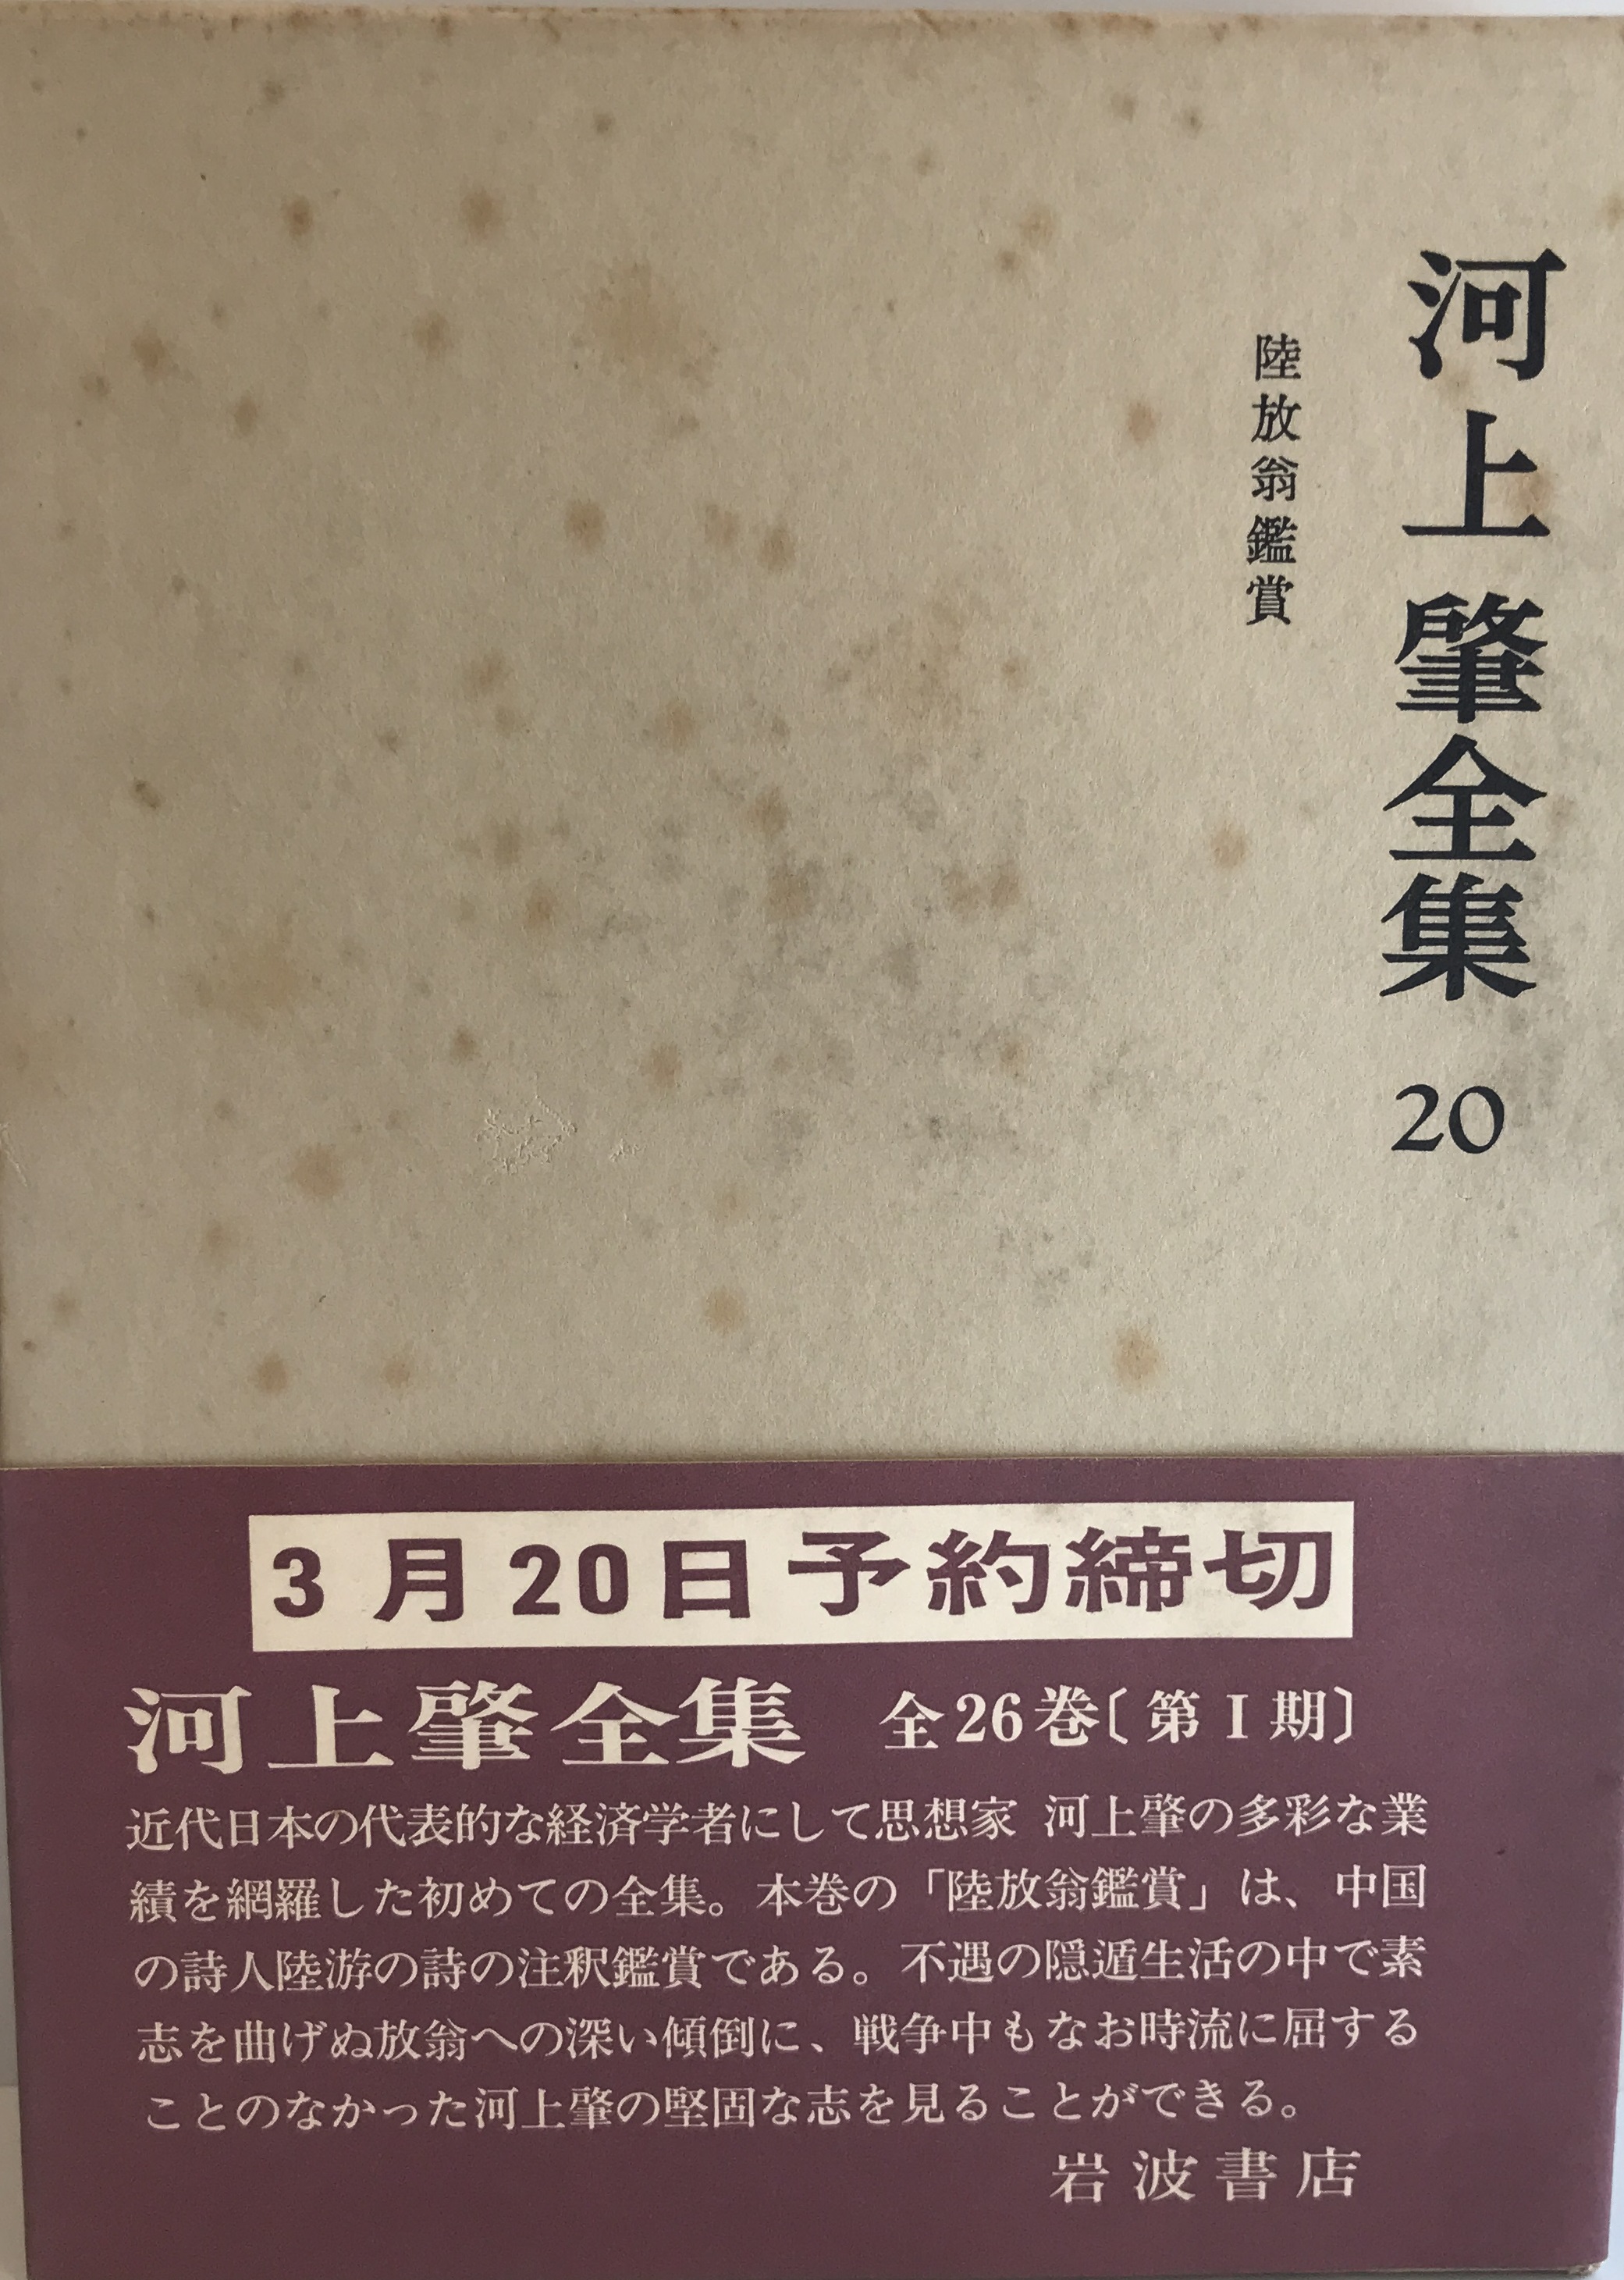 河上肇全集 20
陸放翁鑑賞
3月20日予約締切
河上肇全集 全26巻〔第Ⅰ期〕
近代日本の代表的な経済学者にして思想家 河上肇の多彩な業
績を網羅した初めての全集。本巻の「陸放翁鑑賞」は、中国
の詩人陸游の詩の注釈鑑賞である。不遇の隠遁生活の中で素
志を曲げぬ放翁への深い傾倒に、戦争中もなお時流に屈する
ことのなかった河上肇の堅固な志を見ることができる。
岩波書店